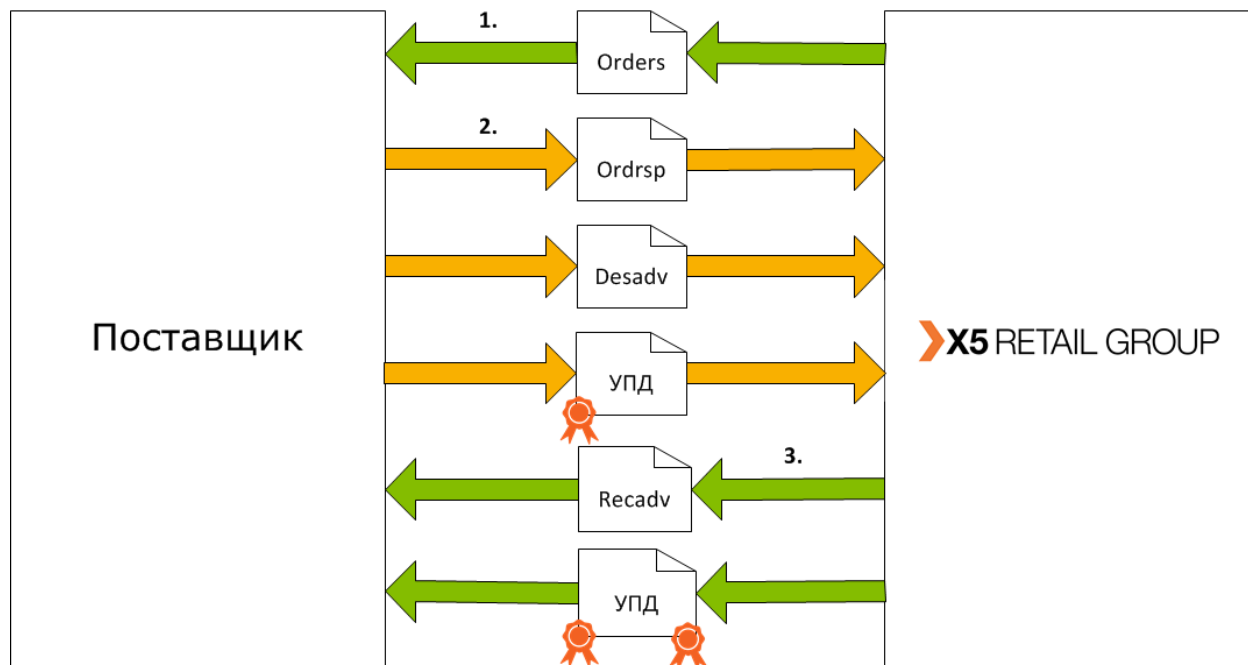 1.
Orders
2.
Ordrsp
Desadv
Поставщик
X5 RETAIL GROUP
УПД
3.
Recadv
УПД